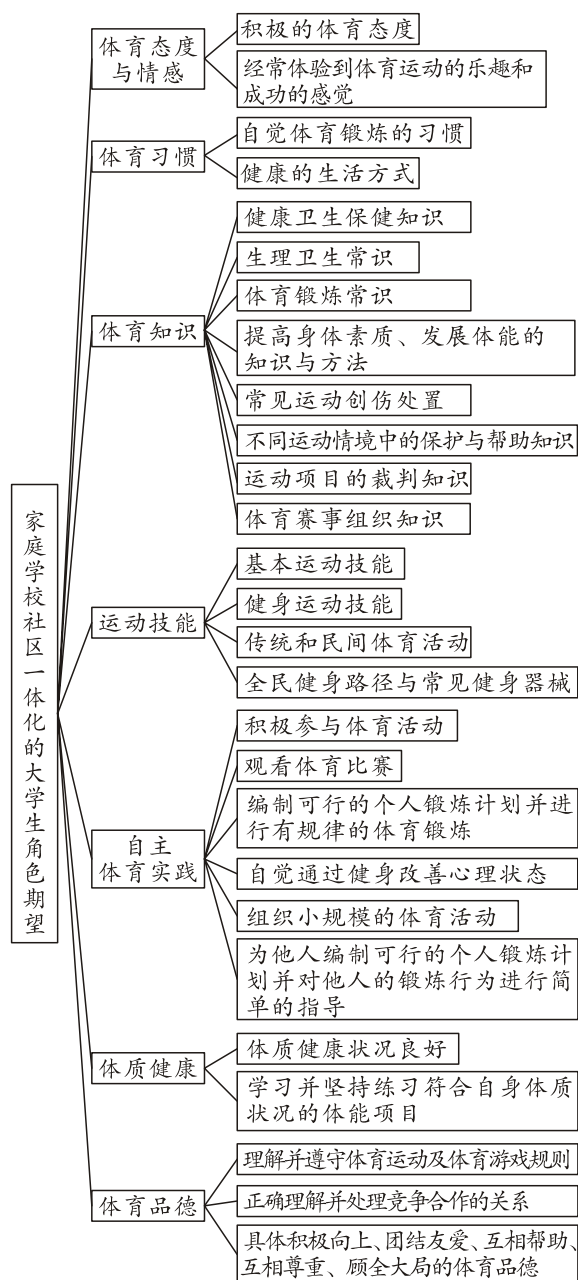 家庭学校社区一体化的大学生角色期望
体育态度
与情感
积极的体育态度
经常体验到体育运动的乐趣和
成功的感觉
体育习惯
自觉体育锻炼的习惯
健康的生活方式
体育知识
健康卫生保健知识
生理卫生常识
体育锻炼常识
提高身体素质、发展体能的
知识与方法
常见运动创伤处置
不同运动情境中的保护与帮助知识
运动项目的裁判知识
体育赛事组织知识
运动技能
基本运动技能
健身运动技能
传统和民间体育活动
全民健身路径与常见健身器械
自主
体育实践
积极参与体育活动
观看体育比赛
编制可行的个人锻炼计划并进
行有规律的体育锻炼
自觉通过健身改善心理状态
组织小规模的体育活动
为他人编制可行的个人锻炼计
划并对他人的锻炼行为进行简
单的指导
体质健康
体质健康状况良好
学习并坚持练习符合自身体质
状况的体能项目
体育品德
理解并遵守体育运动及体育游戏规则
正确理解并处理竞争合作的关系
具体积极向上、团结友爱、互相帮助、
互相尊重、顾全大局的体育品德